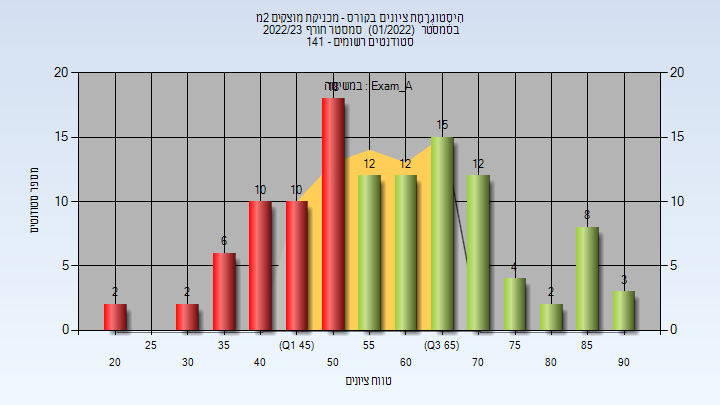 היסטוגרמת ציונים בקורס - מכניקת מוצקים 2מ
בסמסטר (01/2022) סמסטר חורף 2022/23
סטודנטים רשומים - 141
במשימה : Exam_A
מספר סטודנטים
20 20
15 15
10 10
5 5
0 0
2 2 6 10 10 18 12 12 15 12 4 2 8 3
25 35 (Q1 45) 55 (Q3 65) 75 85
20 30 40 50 60 70 80 90
טווח ציונים